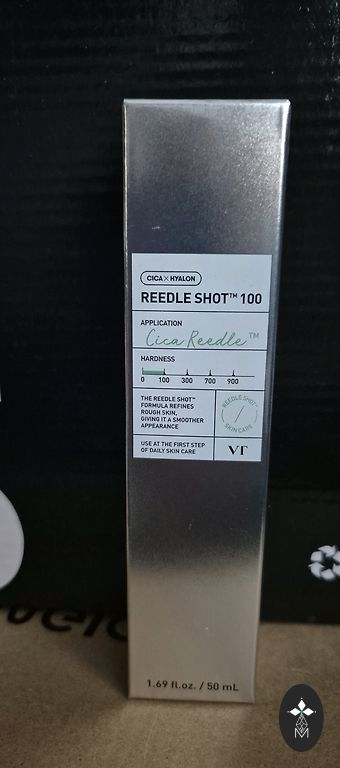 CICA × HYALON
REEDLE SHOT™ 100
APPLICATION
Cica Reedle™
HARDNESS
0 100 300 700 900
THE REEDLE SHOT™
FORMULA REFINES
ROUGH SKIN,
GIVING IT A SMOOTHER
APPEARANCE
REEDLE SHOT™
SKIN CARE
USE AT THE FIRST STEP
OF DAILY SKIN CARE
VT
1.69 fl.oz. / 50 mL
M